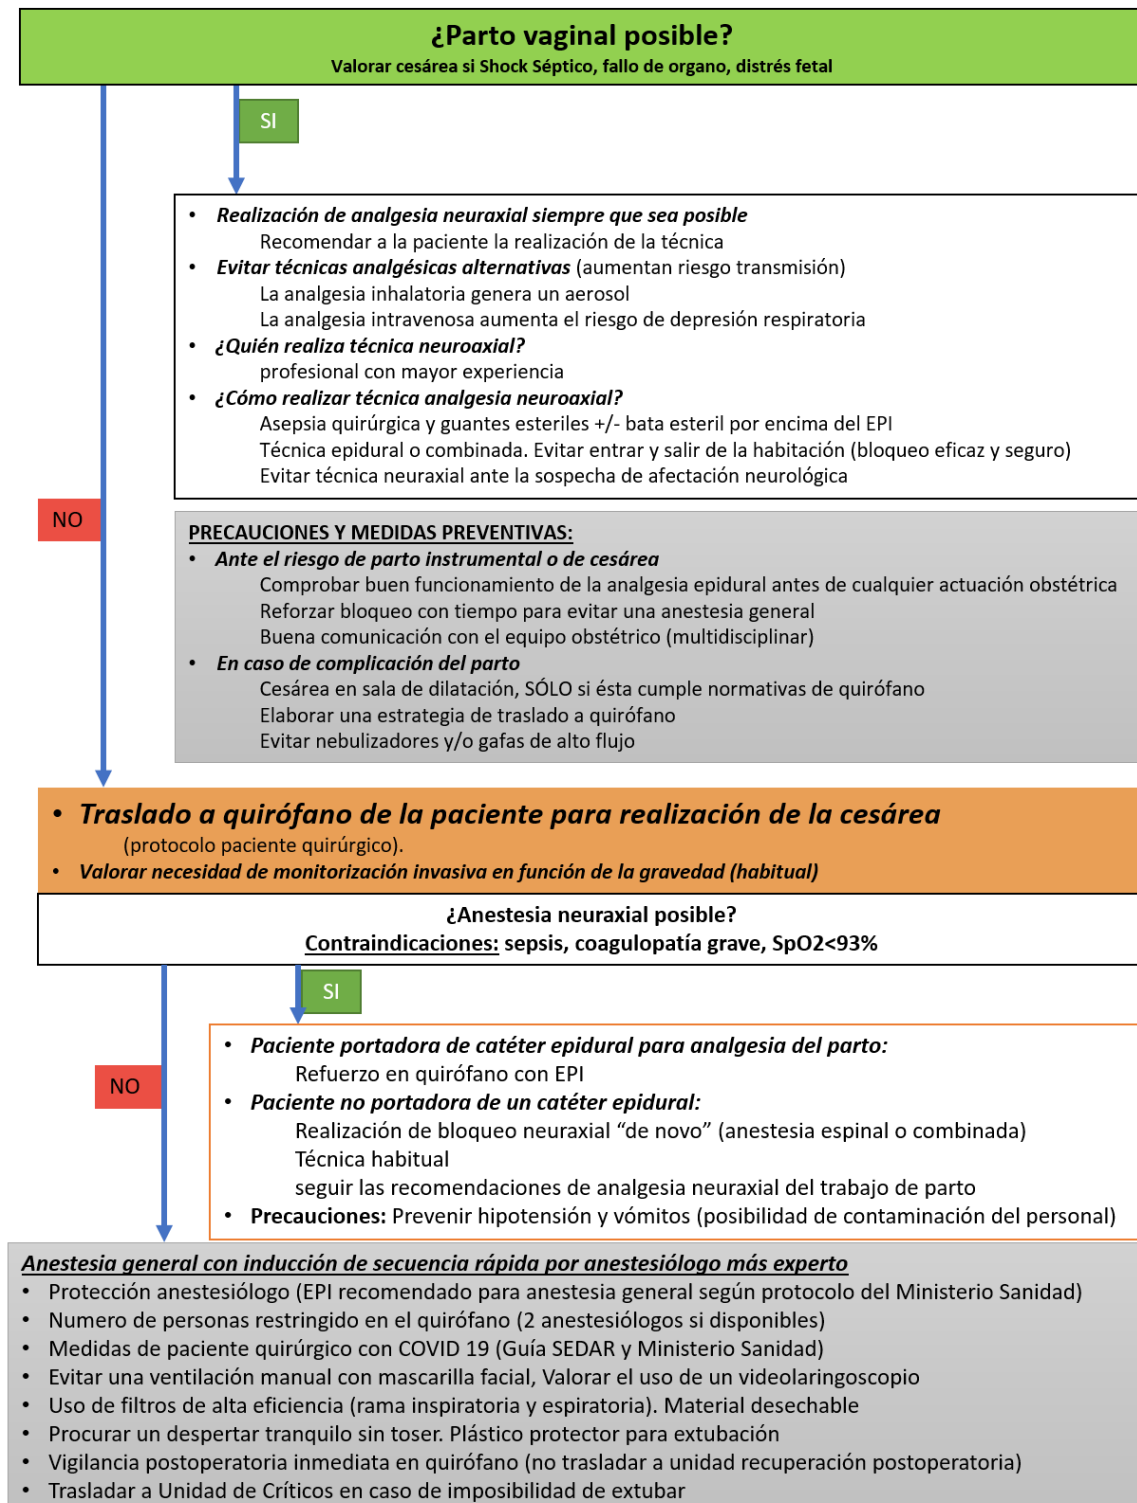 ¿Parto vaginal posible?
Valorar cesárea si Shock Séptico, fallo de organo, distrés fetal
SI
• Realización de analgesia neuraxial siempre que sea posible
Recomendar a la paciente la realización de la técnica
• Evitar técnicas analgésicas alternativas (aumentan riesgo transmisión)
La analgesia inhalatoria genera un aerosol
La analgesia intravenosa aumenta el riesgo de depresión respiratoria
• ¿Quién realiza técnica neuroaxial?
profesional con mayor experiencia
• ¿Cómo realizar técnica analgesia neuroaxial?
Asepsia quirúrgica y guantes esteriles +/- bata esteril por encima del EPI
Técnica epidural o combinada. Evitar entrar y salir de la habitación (bloqueo eficaz y seguro)
Evitar técnica neuraxial ante la sospecha de afectación neurológica
NO
PRECAUCIONES Y MEDIDAS PREVENTIVAS:
• Ante el riesgo de parto instrumental o de cesárea
Comprobar buen funcionamiento de la analgesia epidural antes de cualquier actuación obstétrica
Reforzar bloqueo con tiempo para evitar una anestesia general
Buena comunicación con el equipo obstétrico (multidisciplinar)
• En caso de complicación del parto
Cesárea en sala de dilatación, SÓLO si ésta cumple normativas de quirófano
Elaborar una estrategia de traslado a quirófano
Evitar nebulizadores y/o gafas de alto flujo
• Traslado a quirófano de la paciente para realización de la cesárea
(protocolo paciente quirúrgico).
• Valorar necesidad de monitorización invasiva en función de la gravedad (habitual)
¿Anestesia neuraxial posible?
Contraindicaciones: sepsis, coagulopatía grave, SpO2<93%
SI
• Paciente portadora de catéter epidural para analgesia del parto:
Refuerzo en quirófano con EPI
• Paciente no portadora de un catéter epidural:
Realización de bloqueo neuraxial “de novo” (anestesia espinal o combinada)
Técnica habitual
seguir las recomendaciones de analgesia neuraxial del trabajo de parto
• Precauciones: Prevenir hipotensión y vómitos (posibilidad de contaminación del personal)
NO
Anestesia general con inducción de secuencia rápida por anestesiólogo más experto
• Protección anestesiólogo (EPI recomendado para anestesia general según protocolo del Ministerio Sanidad)
• Numero de personas restringido en el quirófano (2 anestesiólogos si disponibles)
• Medidas de paciente quirúrgico con COVID 19 (Guía SEDAR y Ministerio Sanidad)
• Evitar una ventilación manual con mascarilla facial, Valorar el uso de un videolaringoscopio
• Uso de filtros de alta eficiencia (rama inspiratoria y espiratoria). Material desechable
• Procurar un despertar tranquilo sin toser. Plástico protector para extubación
• Vigilancia postoperatoria inmediata en quirófano (no trasladar a unidad recuperación postoperatoria)
• Trasladar a Unidad de Críticos en caso de imposibilidad de extubar